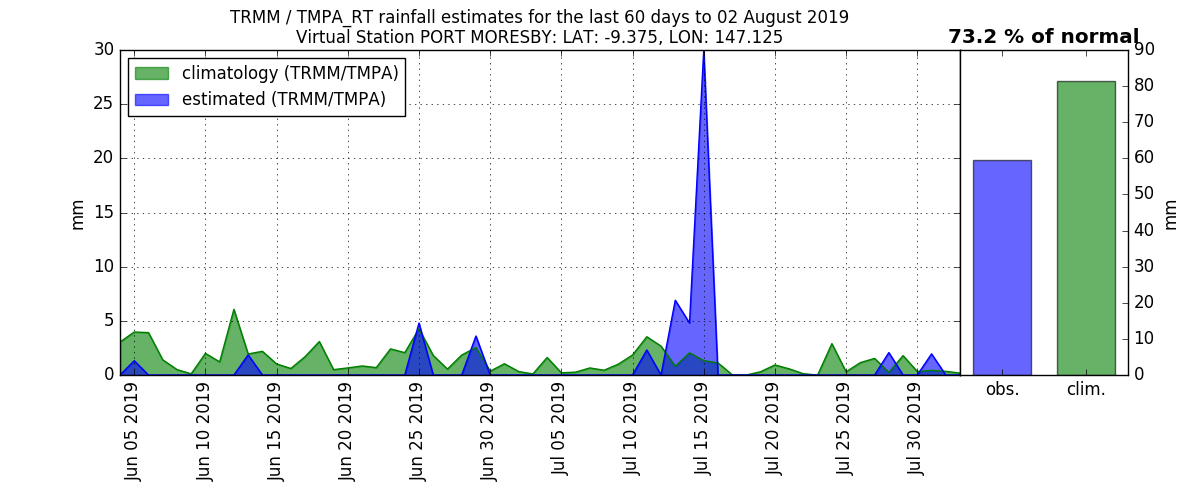 TRMM / TMPA_RT rainfall estimates for the last 60 days to 02 August 2019
Virtual Station PORT MORESBY: LAT: -9.375, LON: 147.125
73.2 % of normal
climatology (TRMM/TMPA)
estimated (TRMM/TMPA)
mm
30
25
20
15
10
5
0
Jun 05 2019
Jun 10 2019
Jun 15 2019
Jun 20 2019
Jun 25 2019
Jun 30 2019
Jul 05 2019
Jul 10 2019
Jul 15 2019
Jul 20 2019
Jul 25 2019
Jul 30 2019
obs.
clim.
90
80
70
60
50
40
30
20
10
0
mm